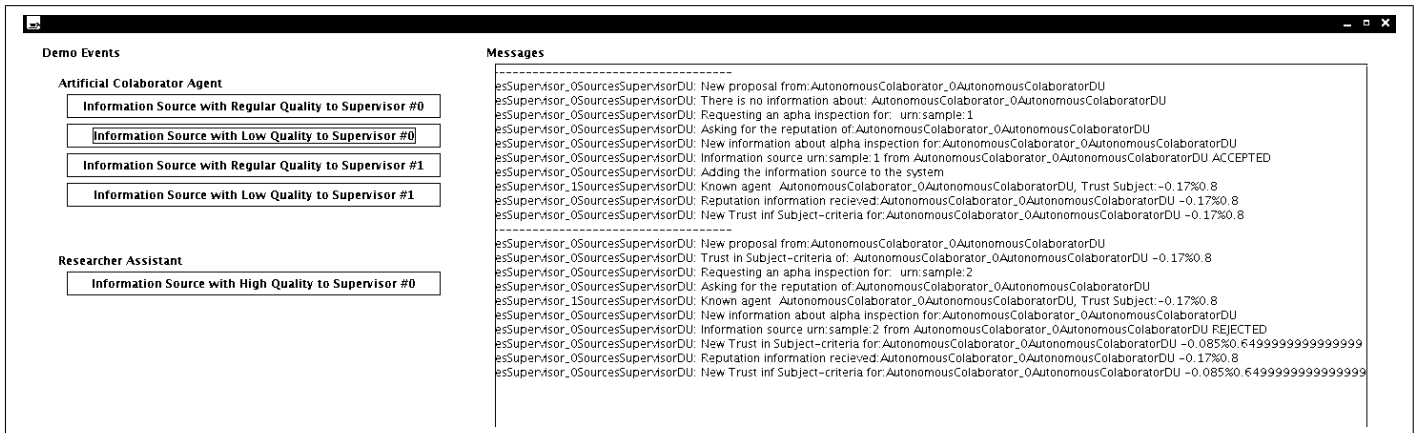 Demo Events
Artificial Colaborator Agent
Information Source with Regular Quality to Supervisor #0
Information Source with Low Quality to Supervisor #0
Information Source with Regular Quality to Supervisor #1
Information Source with Low Quality to Supervisor #1
Researcher Assistant
Information Source with High Quality to Supervisor #0
Messages
-----------------------------------
esSupervisor_0SourcesSupervisorDU: New proposal from:AutonomousColaborator_0AutonomousColaboratorDU
esSupervisor_0SourcesSupervisorDU: There is no information about: AutonomousColaborator_0AutonomousColaboratorDU
esSupervisor_0SourcesSupervisorDU: Requesting an apha inspection for: urn:sample:1
esSupervisor_0SourcesSupervisorDU: Asking for the reputation of:AutonomousColaborator_0AutonomousColaboratorDU
esSupervisor_0SourcesSupervisorDU: New information about alpha inspection for:AutonomousColaborator_0AutonomousColaboratorDU
esSupervisor_0SourcesSupervisorDU: Information source urn:sample:1 from AutonomousColaborator_0AutonomousColaboratorDU ACCEPTED
esSupervisor_0SourcesSupervisorDU: Adding the information source to the system
esSupervisor_1SourcesSupervisorDU: Known agent AutonomousColaborator_0AutonomousColaboratorDU, Trust Subject:-0.17%0.8
esSupervisor_0SourcesSupervisorDU: Reputation information recieved:AutonomousColaborator_0AutonomousColaboratorDU -0.17%0.8
esSupervisor_0SourcesSupervisorDU: New Trust inf Subject-criteria for:AutonomousColaborator_0AutonomousColaboratorDU -0.17%0.8
-----------------------------------
esSupervisor_0SourcesSupervisorDU: New proposal from:AutonomousColaborator_0AutonomousColaboratorDU
esSupervisor_0SourcesSupervisorDU: Trust in Subject-criteria of: AutonomousColaborator_0AutonomousColaboratorDU -0.17%0.8
esSupervisor_0SourcesSupervisorDU: Requesting an apha inspection for: urn:sample:2
esSupervisor_0SourcesSupervisorDU: Asking for the reputation of:AutonomousColaborator_0AutonomousColaboratorDU
esSupervisor_1SourcesSupervisorDU: Known agent AutonomousColaborator_0AutonomousColaboratorDU, Trust Subject:-0.17%0.8
esSupervisor_0SourcesSupervisorDU: New information about alpha inspection for:AutonomousColaborator_0AutonomousColaboratorDU
esSupervisor_0SourcesSupervisorDU: Information source urn:sample:2 from AutonomousColaborator_0AutonomousColaboratorDU REJECTED
esSupervisor_0SourcesSupervisorDU: New Trust in Subject-criteria for:AutonomousColaborator_0AutonomousColaboratorDU -0.085%0.6499999999999999
esSupervisor_0SourcesSupervisorDU: Reputation information recieved:AutonomousColaborator_0AutonomousColaboratorDU -0.17%0.8
esSupervisor_0SourcesSupervisorDU: New Trust inf Subject-criteria for:AutonomousColaborator_0AutonomousColaboratorDU -0.085%0.6499999999999999